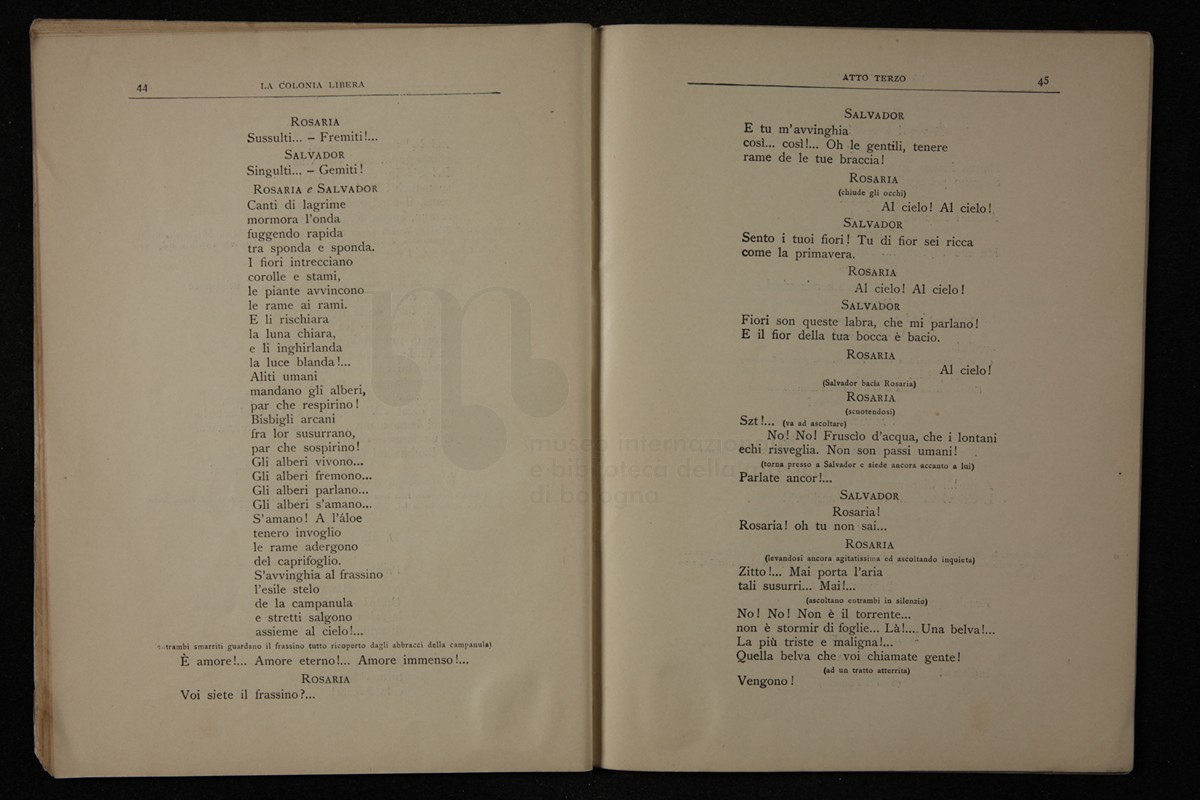 44
LA COLONIA LIBERA
ROSARIA
Sussulti... – Fremiti!...
SALVADOR
Singulti... – Gemiti!
ROSARIA e SALVADOR
Canti di lagrime
mormora l'onda
fuggendo rapida
tra sponda e sponda.
I fiori intrecciano
corolle e stami,
le piante avvincono
le rame ai rami.
E li rischiara
la luna chiara,
e li inghirlanda
la luce blanda!...
Aliti umani
mandano gli alberi,
par che respirino!
Bisbigli arcani
fra lor susurrano,
par che sospirino!
Gli alberi vivono...
Gli alberi fremono...
Gli alberi parlano...
Gli alberi s'amano...
S'amano! A l'áloe
tenero invoglio
le rame adergono
del caprifoglio.
S'avvinghia al frassino
l'esile stelo
de la campanula
e stretti salgono
assieme al cielo!...
amarriti guardano il frassino tutto ricoperto dagli abbracci della campanula)
È amore!... Amore eterno!... Amore immenso!...
ROSARIA
Voi siete il frassino?...
ATTO TERZO
45
SALVADOR
E tu m'avvinghia
così... così!... Oh le gentili, tenere
rame de le tue braccia!
ROSARIA
(chiude gli occhi)
Al cielo! Al cielo!
SALVADOR
Sento i tuoi fiori! Tu di fior sei ricca
come la primavera.
ROSARIA
Al cielo! Al cielo!
SALVADOR
Fiori son queste labra, che mi parlano!
E il fior della tua bocca è bacio.
ROSARIA
Al cielo!
(Salvador bacia Rosaria)
ROSARIA
(scuotendosi)
Szt!... (va ad ascoltare)
No! No! Fruscìo d'acqua, che i lontani
echi risveglia. Non son passi umani!
(torna presso a Salvador e siede ancora accanto a lui)
Parlate ancor!...
SALVADOR
Rosaria!
Rosaria! oh tu non sai...
ROSARIA
(levandosi ancora agitatissima ed ascoltando inquieta)
Zitto!... Mai porta l'aria
tali susurri... Mai!...
(ascoltano entrambi in silenzio)
No! No! Non è il torrente...
non è stormir di foglie... Là!... Una belva!...
La più triste e maligna!...
Quella belva che voi chiamate gente!
(ad un tratto atterrita)
Vengono!
museo internazio
e biblioteca della
di bologna